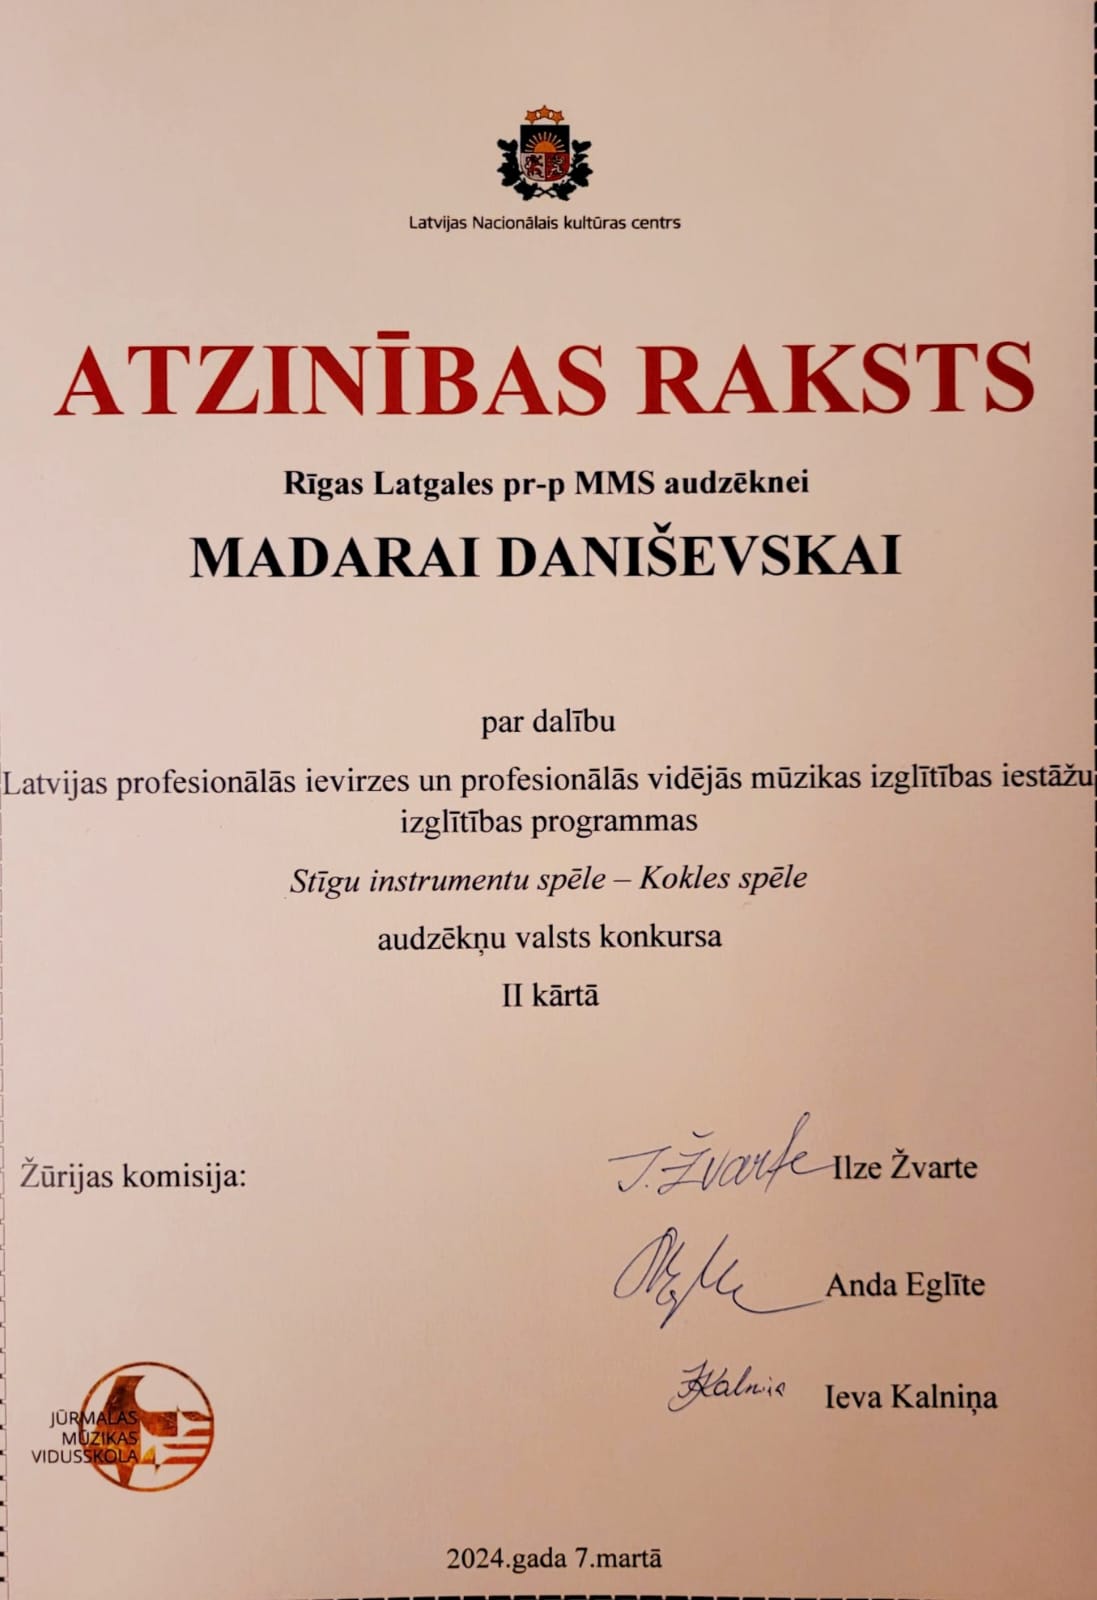 Latvijas Nacionālais kultūras centrs
ATZINĪBAS RAKSTS
Rīgas Latgales pr-p MMS audzēknei
MADARAI DANIŠEVSKAI
par dalību
Latvijas profesionālās ievirzes un profesionālās vidējās mūzikas izglītības iestāžu
izglītības programmas
Stīgu instrumentu spēle – Kokles spēle
audzēkņu valsts konkursa
II kārtā
Žūrijas komisija:
I. Žvarte Ilze Žvarte
Anda Eglīte
IKalniņa Ieva Kalniņa
JŪRMALAS
MŪZIKAS
VIDUSSKOLA
2024.gada 7.martā